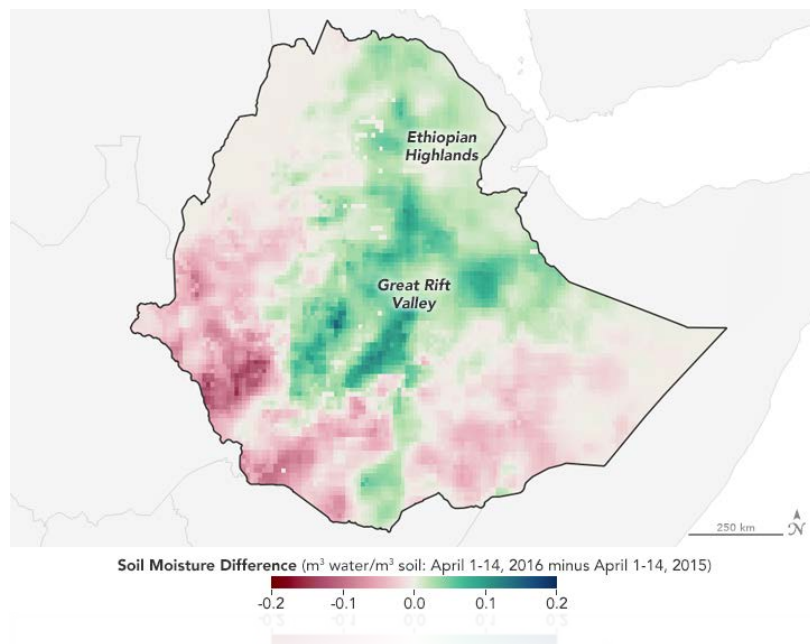 Ethiopian
Highlands
Great Rift
Valley
250 km
N
Soil Moisture Difference (m³ water/m³ soil: April 1-14, 2016 minus April 1-14, 2015)
-0.2 -0.1 0.0 0.1 0.2